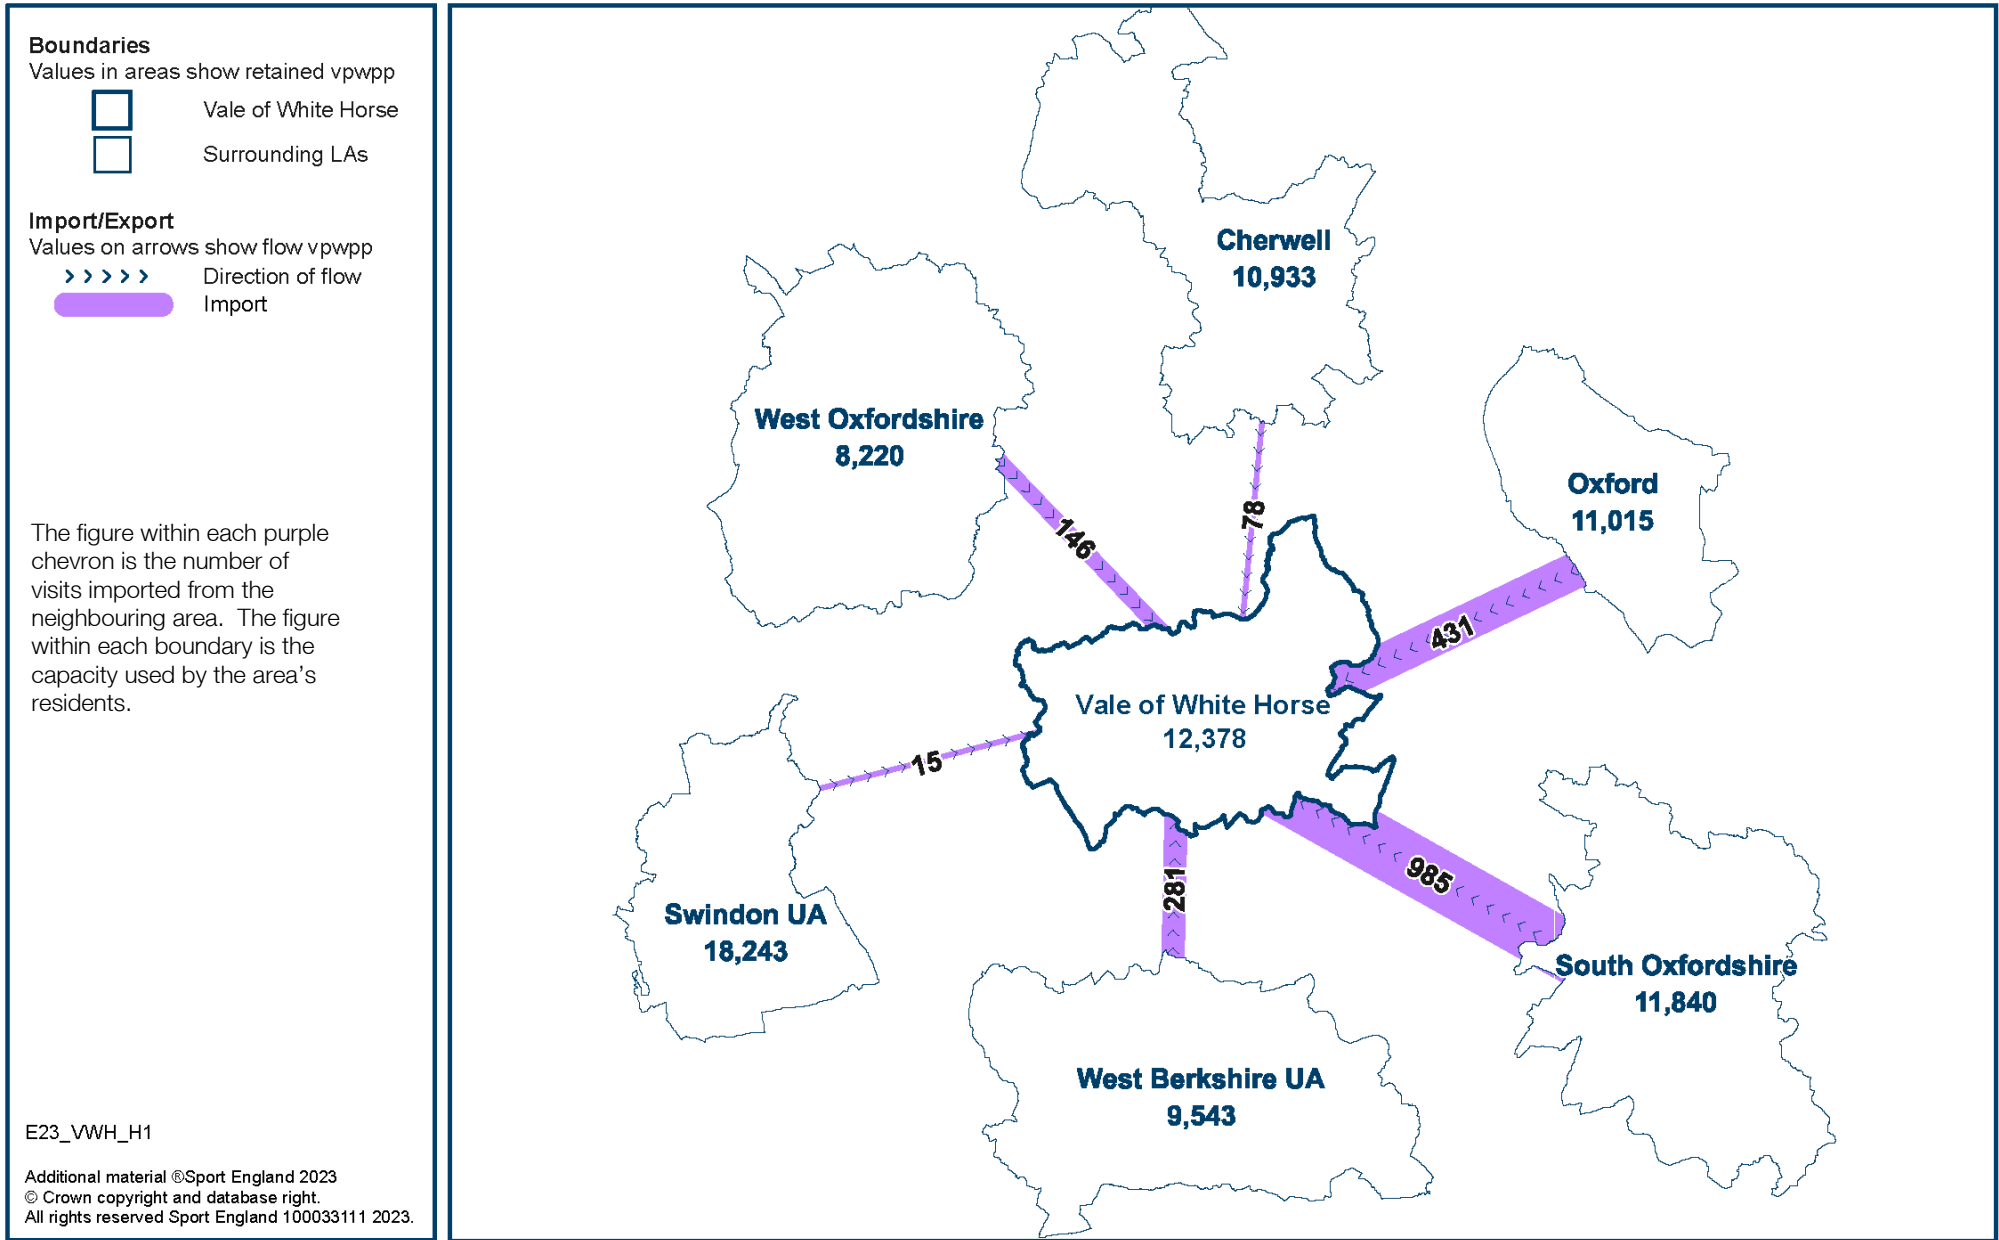 Boundaries
Values in areas show retained vpwpp
Vale of White Horse
Surrounding LAs
Import/Export
Values on arrows show flow vpwpp
Direction of flow
Import
The figure within each purple
chevron is the number of
visits imported from the
neighbouring area.  The figure
within each boundary is the
capacity used by the area’s
residents.
E23_VWH_H1
Additional material ®Sport England 2023
© Crown copyright and database right.
All rights reserved Sport England 100033111 2023.
Cherwell
10,933
West Oxfordshire
8,220
Oxford
11,015
146
78
431
Vale of White Horse
12,378
15
281
985
Swindon UA
18,243
South Oxfordshire
11,840
West Berkshire UA
9,543